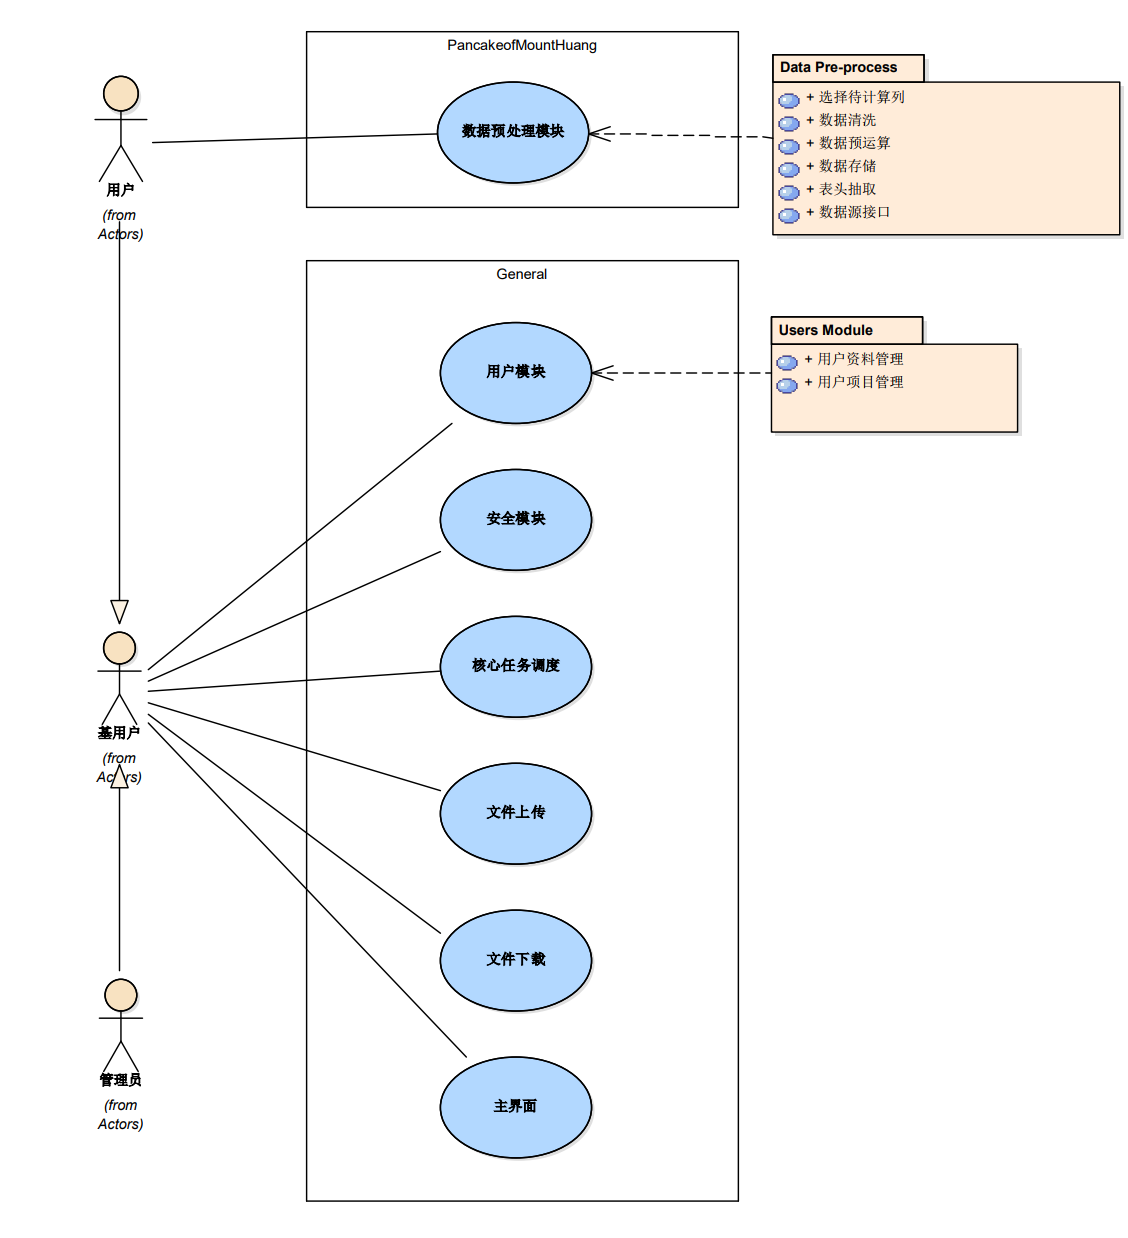 PancakeofMountHuang
数据预处理模块
Data Pre-process
+ 选择待计算列
+ 数据清洗
+ 数据预运算
+ 数据存储
+ 表头抽取
+ 数据源接口
用户
(from
Actors)
General
用户模块
Users Module
+ 用户资料管理
+ 用户项目管理
安全模块
核心任务调度
基用户
(from
Actors)
文件上传
文件下载
管理员
(from
Actors)
主界面